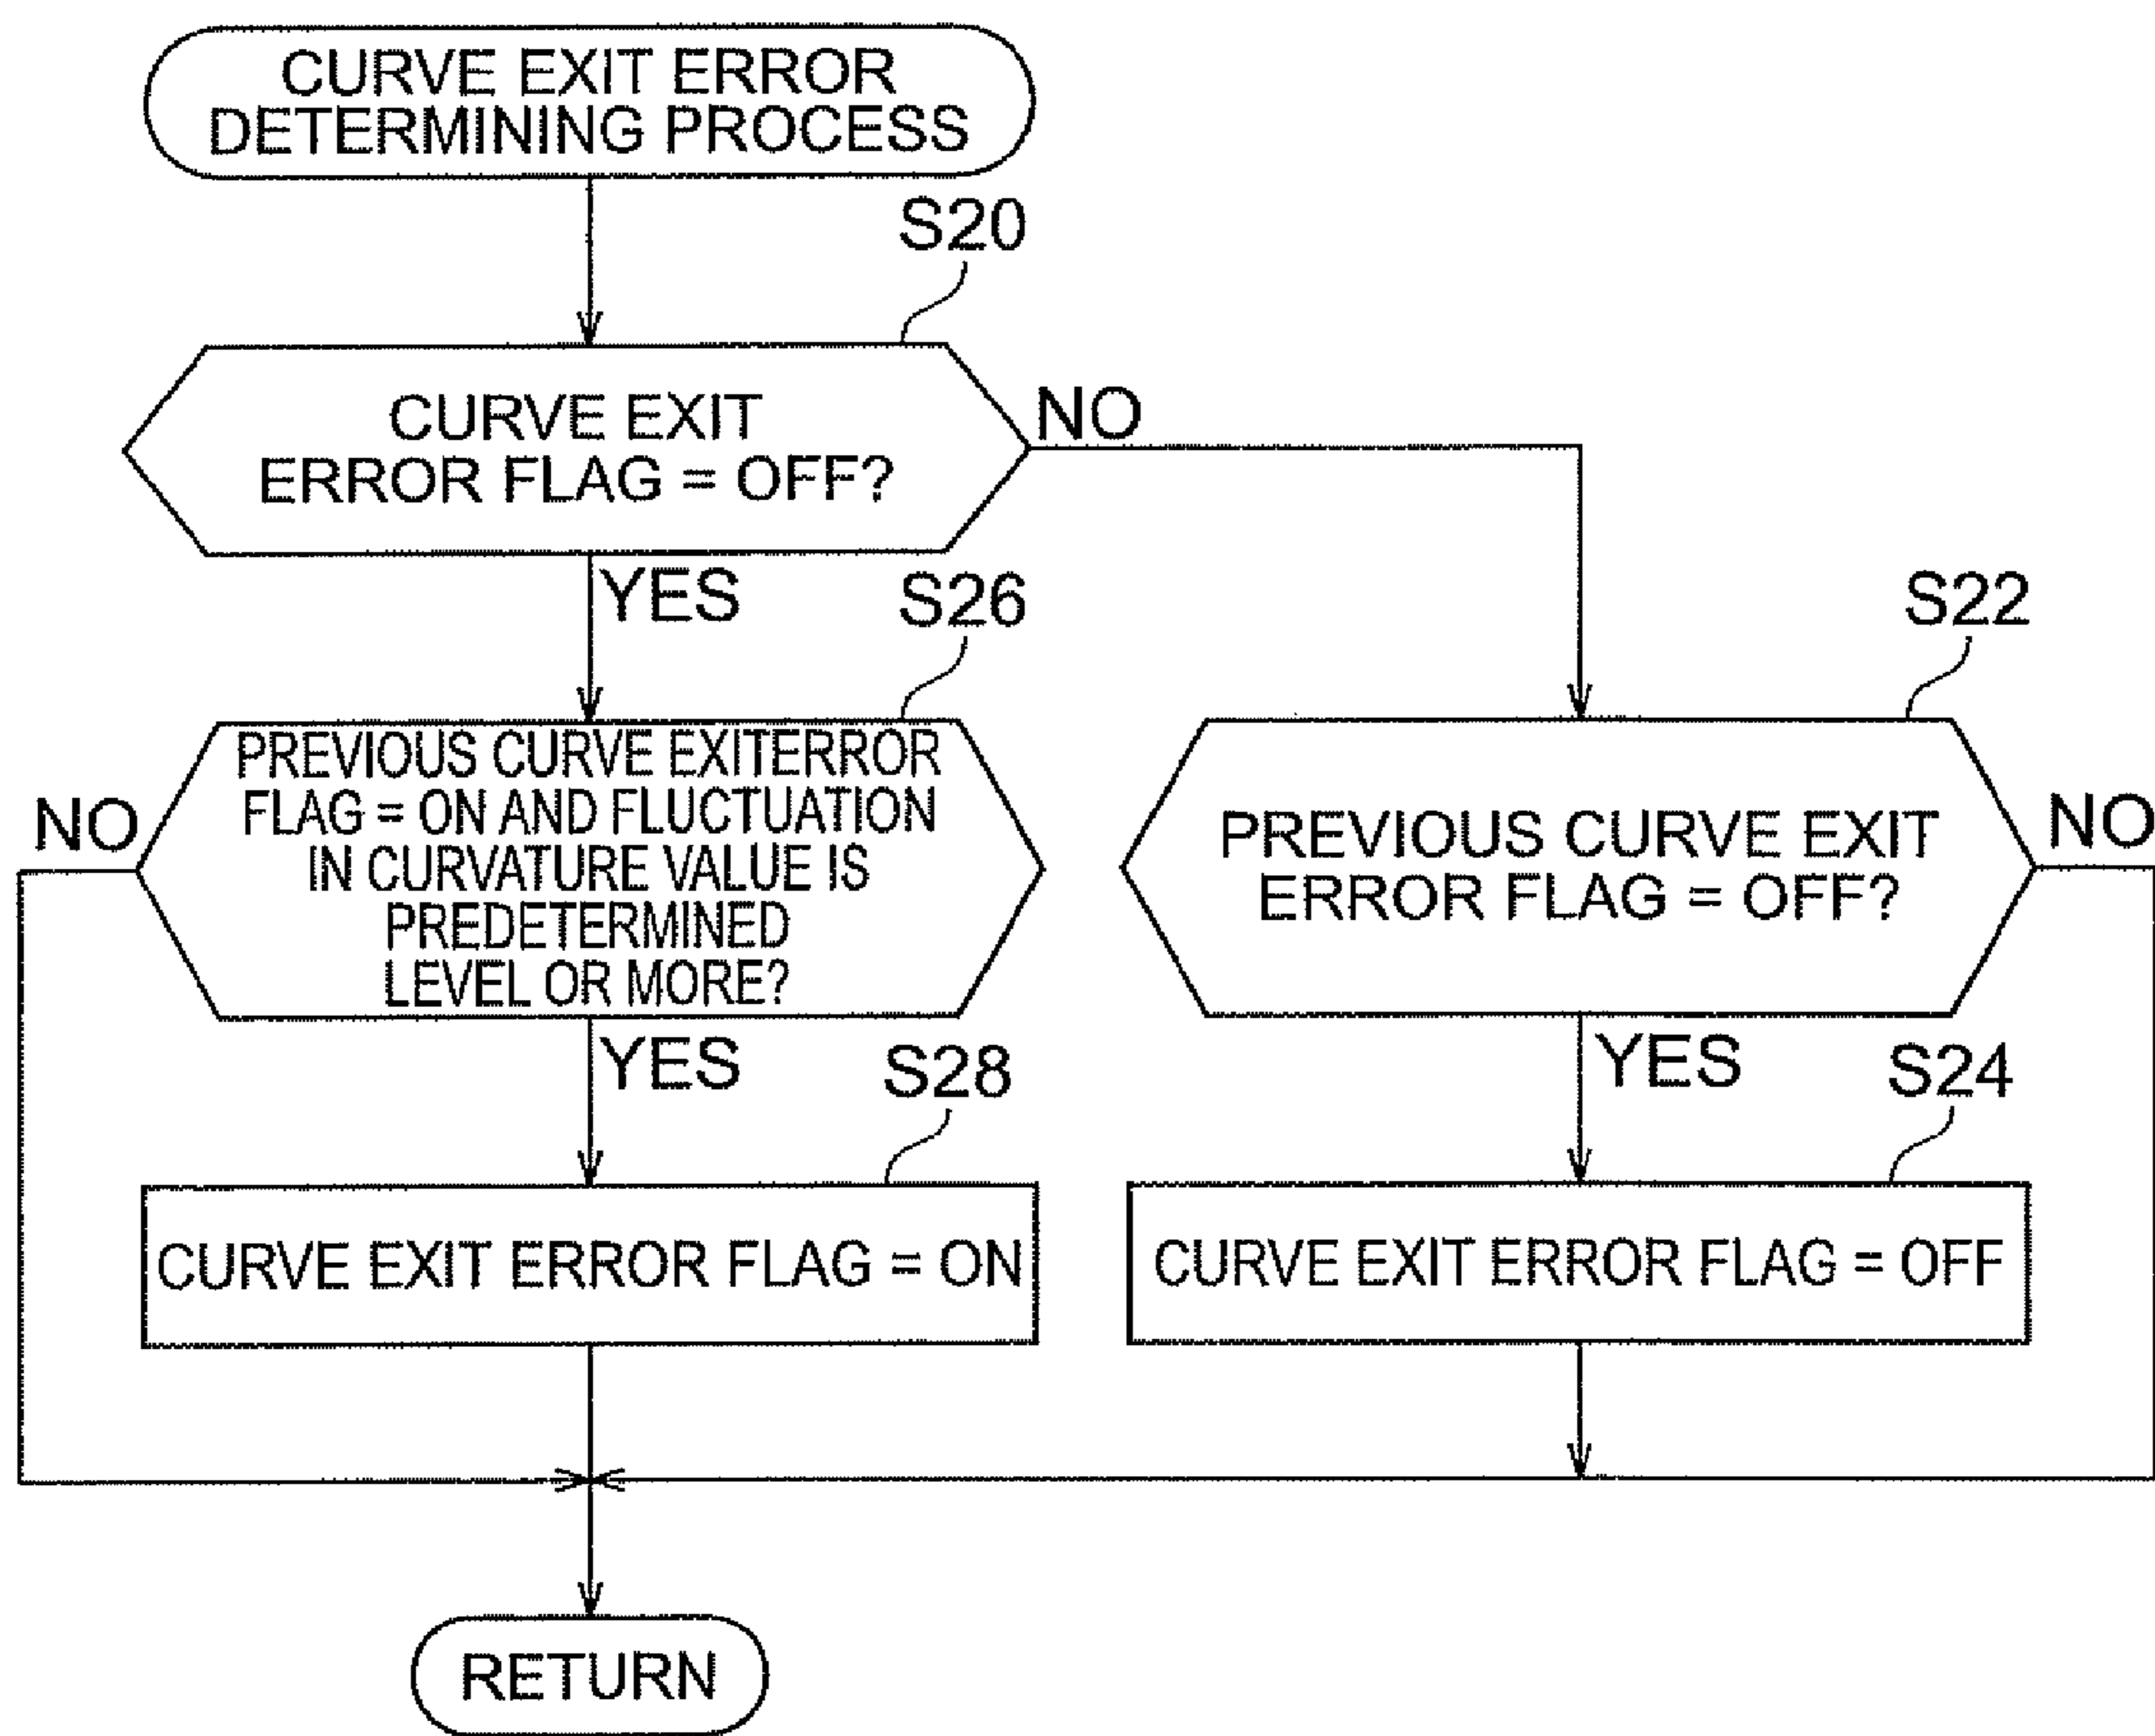 CURVE EXIT ERROR
DETERMINING PROCESS
S20
CURVE EXIT
ERROR FLAG = OFF?
NO
YES
S26
S22
PREVIOUS CURVE EXITERROR
FLAG = ON AND FLUCTUATION
IN CURVATURE VALUE IS
PREDETERMINED
LEVEL OR MORE?
NO
PREVIOUS CURVE EXIT
ERROR FLAG = OFF?
NO
YES
S28
YES
S24
CURVE EXIT ERROR FLAG = ON
CURVE EXIT ERROR FLAG = OFF
RETURN